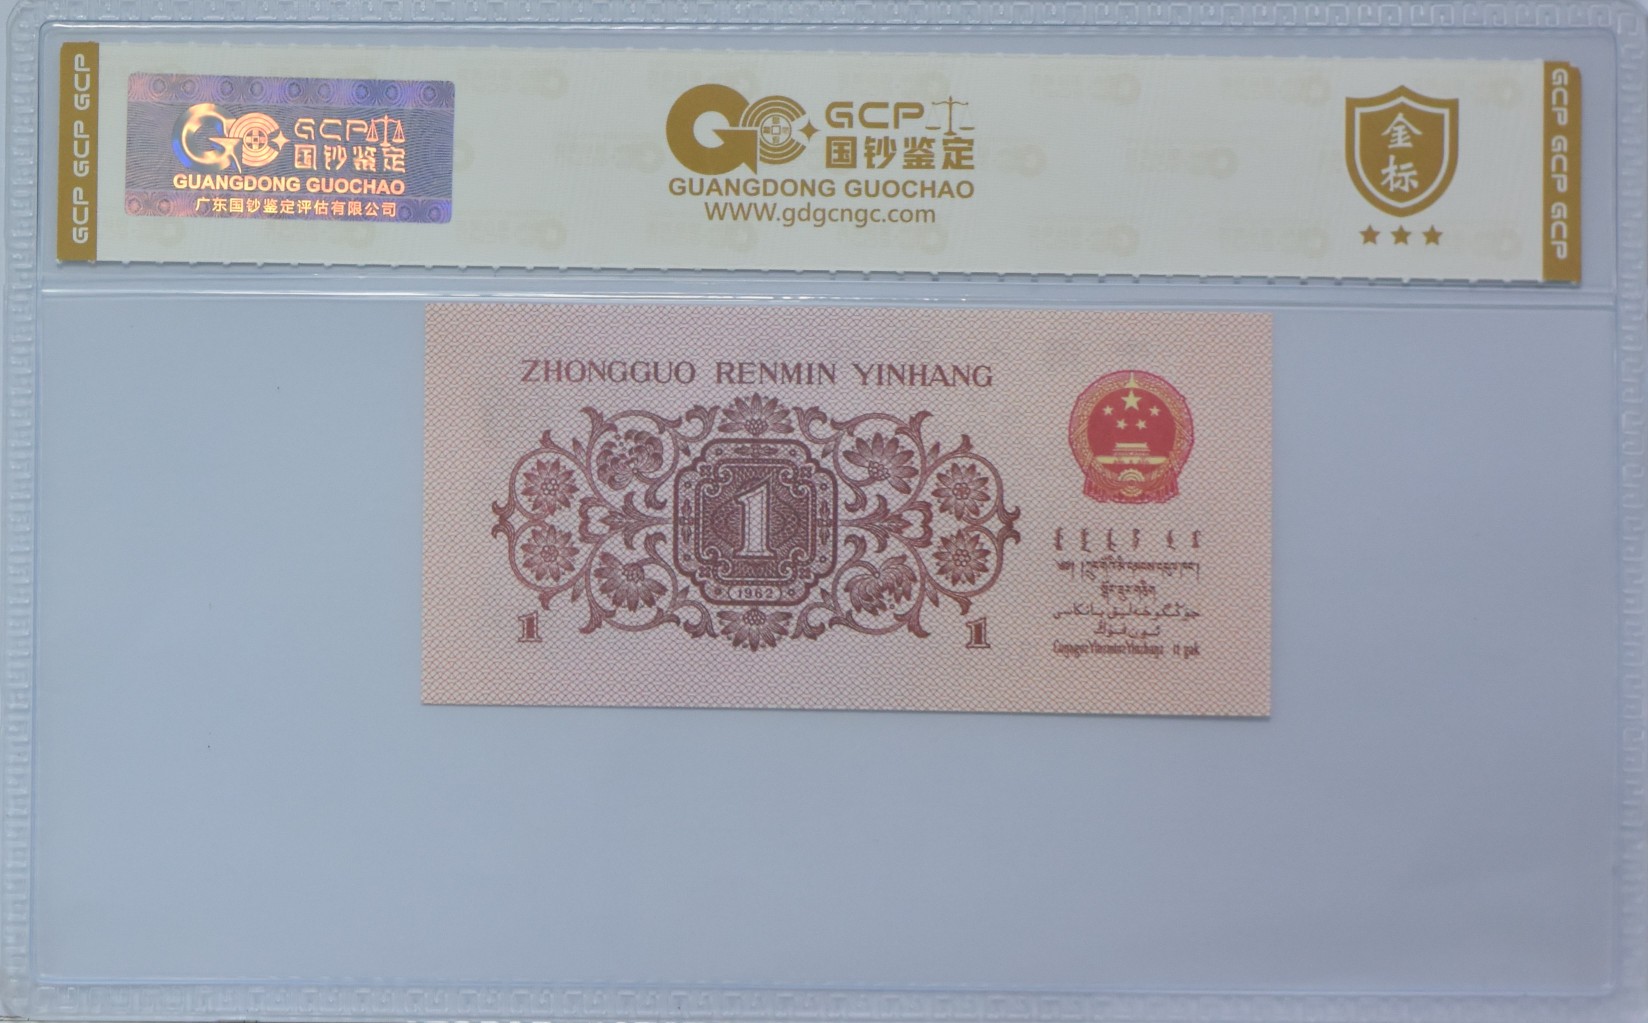 GCP GCP GCP
GCP
国钞鉴定
GUANGDONG GUOCHAO
广东国钞鉴定评估有限公司
GCP
国钞鉴定
GUANGDONG GUOCHAO
WWW.gdgcngc.com
金标
GCP GCP GCP
ZHONGGUO RENMIN YINHANG
1
YIJIAO
1962
1
1